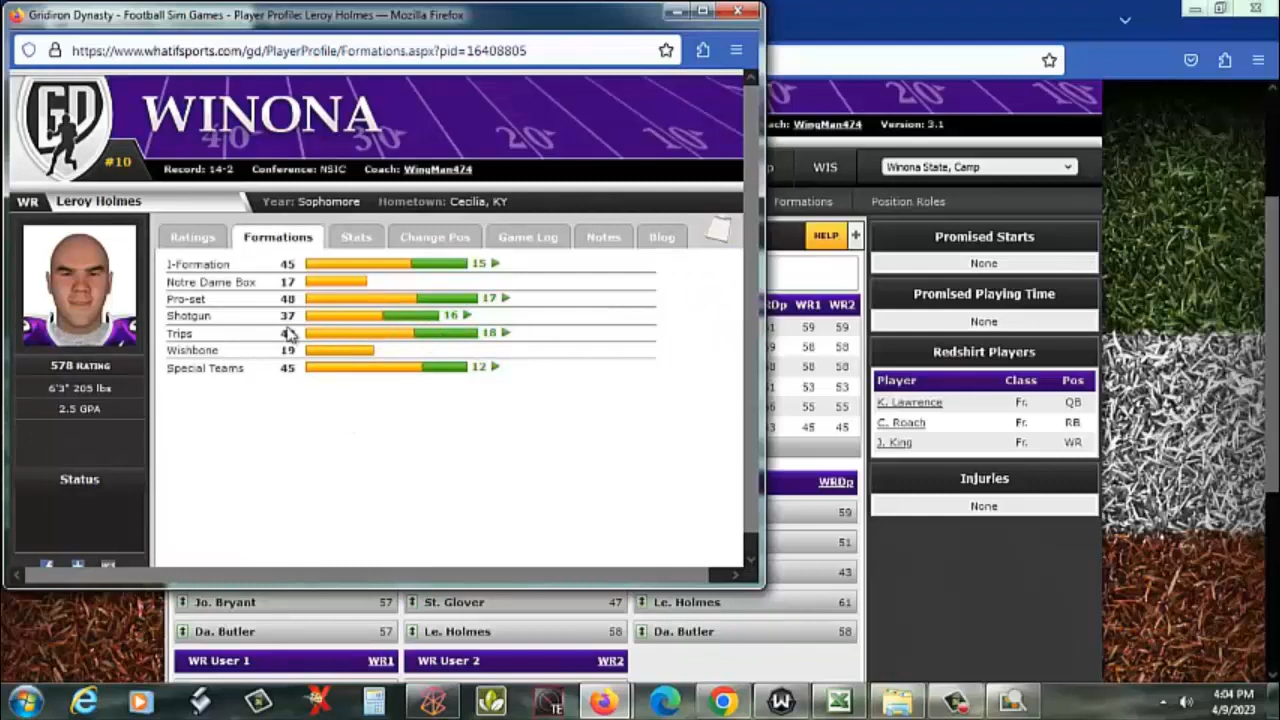 Gridiron Dynasty - Football Sim Games - Player Profile: Leroy Holmes — Mozilla Firefox
https://www.whatifsports.com/gd/PlayerProfile/Formations.aspx?pid=16408805
GD
WINONA
#10
Record: 14-2 Conference: NSIC Coach: WingMan474
WR Leroy Holmes Year: Sophomore Hometown: Cecilia, KY
Ratings Formations Stats Change Pos Game Log Notes Blog
I-Formation 45 15
Notre Dame Box 17
Pro-set 48 17
Shotgun 37 16
Trips 18
Wishbone 19
Special Teams 45 12
578 RATING
6'3" 205 lbs
2.5 GPA
Status
WingMan474 Version: 3.1
WIS Winona State, Camp
Formations Position Roles
HELP +
WR1 WR2
59 59
58 58
58 58
53 53
55 55
45 45
WRDp
59
51
43
Jo. Bryant 57 St. Glover 47 Le. Holmes 61
Da. Butler 57 Le. Holmes 58 Da. Butler 58
WR User 1 WR1 WR User 2 WR2
Promised Starts
None
Promised Playing Time
None
Redshirt Players
Player Class Pos
K. Lawrence Fr. QB
C. Roach Fr. RB
J. King Fr. WR
Injuries
None
4:04 PM
4/9/2023